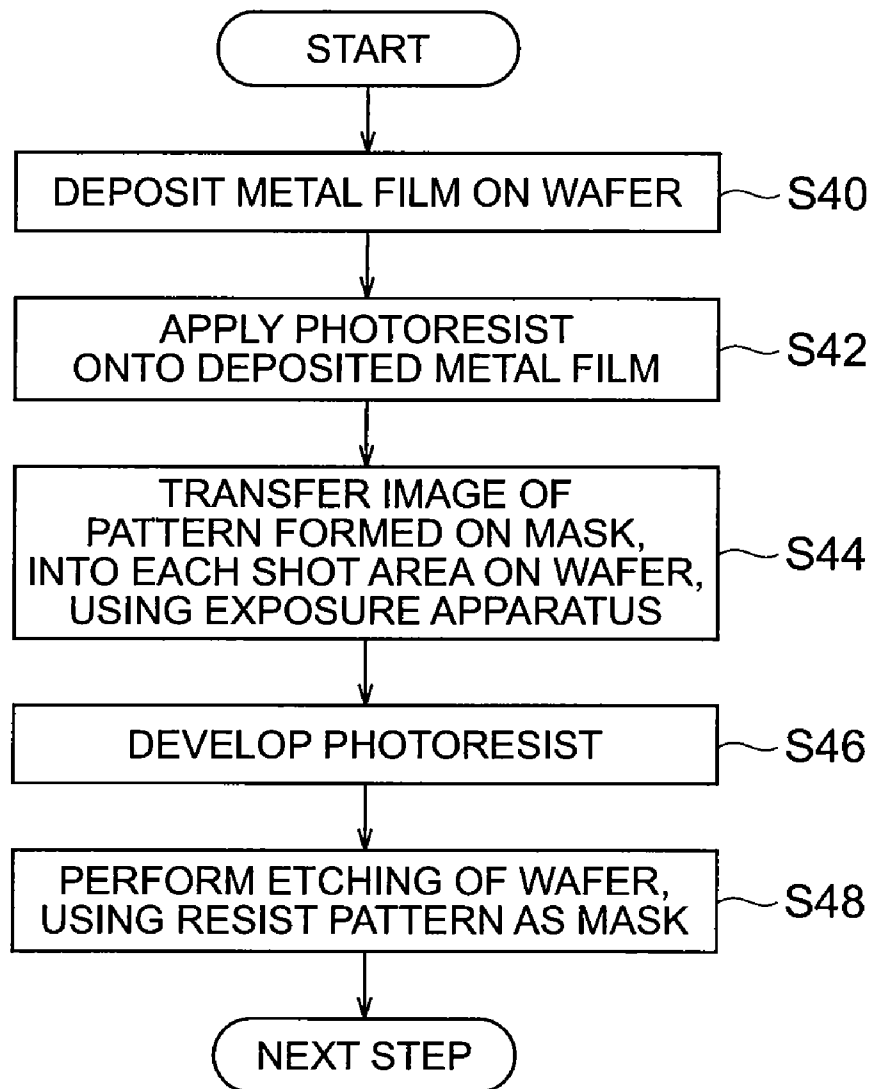 START
DEPOSIT METAL FILM ON WAFER
S40
APPLY PHOTORESIST
ONTO DEPOSITED METAL FILM
S42
TRANSFER IMAGE OF
PATTERN FORMED ON MASK,
INTO EACH SHOT AREA ON WAFER,
USING EXPOSURE APPARATUS
S44
DEVELOP PHOTORESIST
S46
PERFORM ETCHING OF WAFER,
USING RESIST PATTERN AS MASK
S48
NEXT STEP